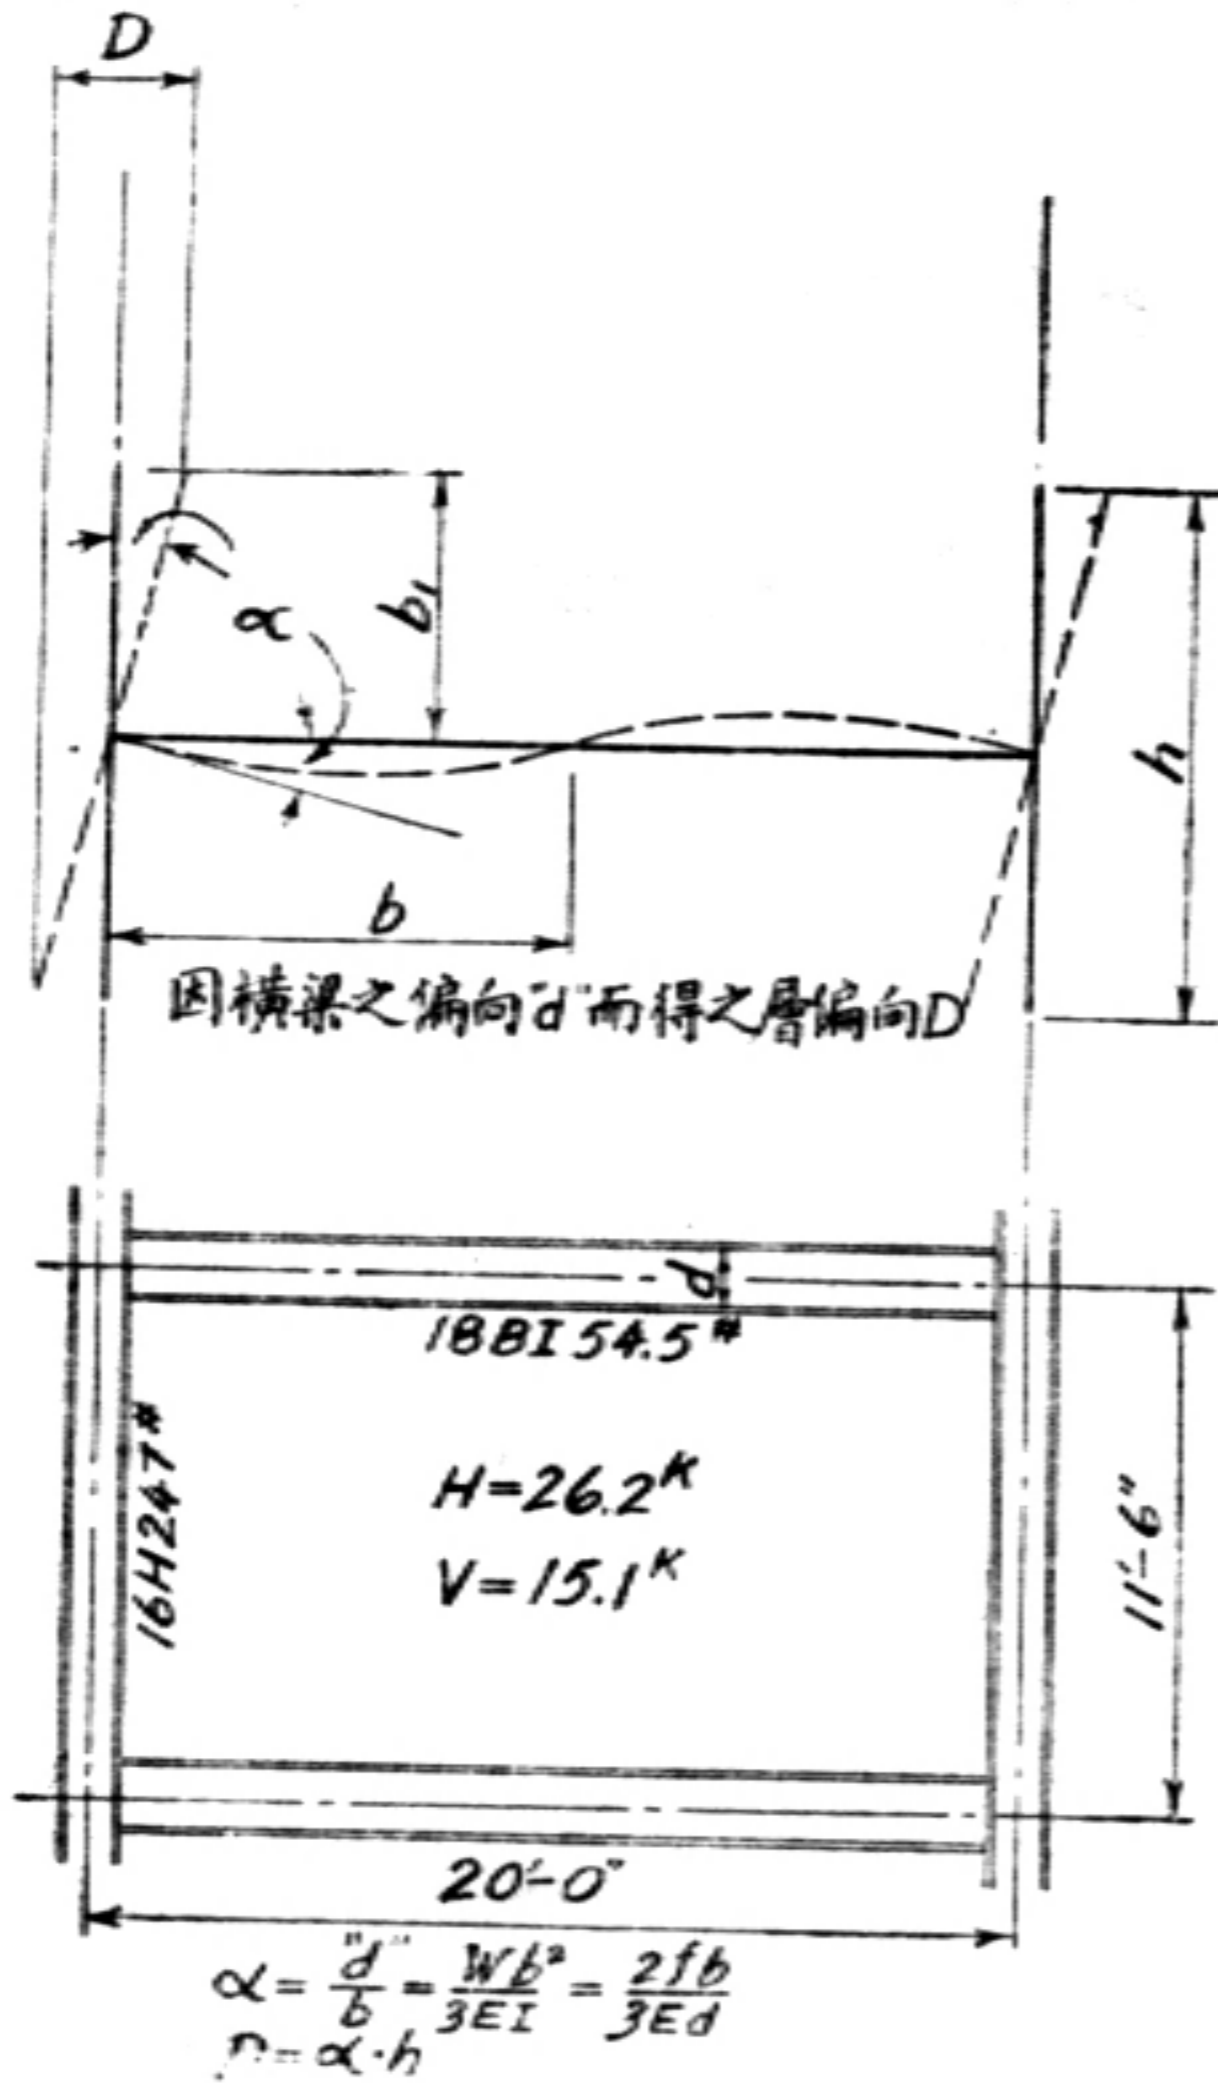 D
α
b₁
h
b
因橫梁之偏向"d"而得之層偏向D
d
18BI54.5#
16H247#
H=26.2ᴷ
V=15.1ᴷ
11'-6"
20'-0"
α= "d"/b = Wb²/3EI = 2fb/3Ed
D=α·h